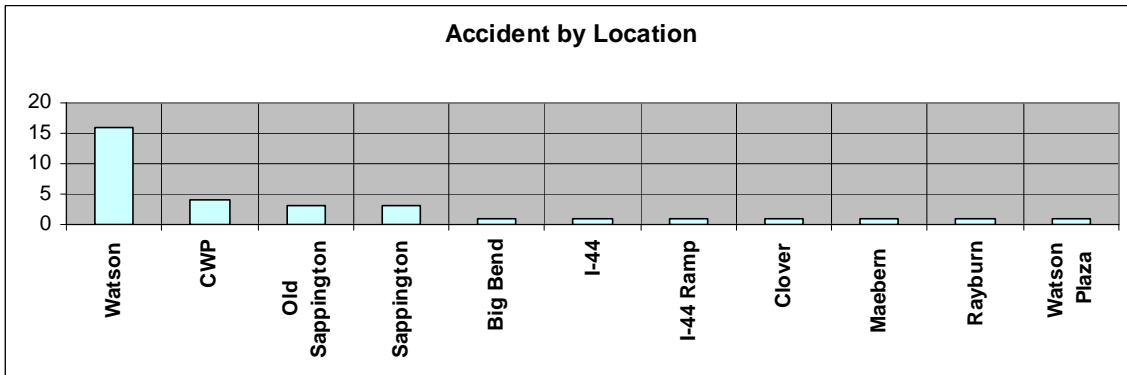 Accident by Location
20
15
10
5
0
Watson
CWP
Old
Sappington
Sappington
Big Bend
I-44
I-44 Ramp
Clover
Maebern
Rayburn
Watson
Plaza